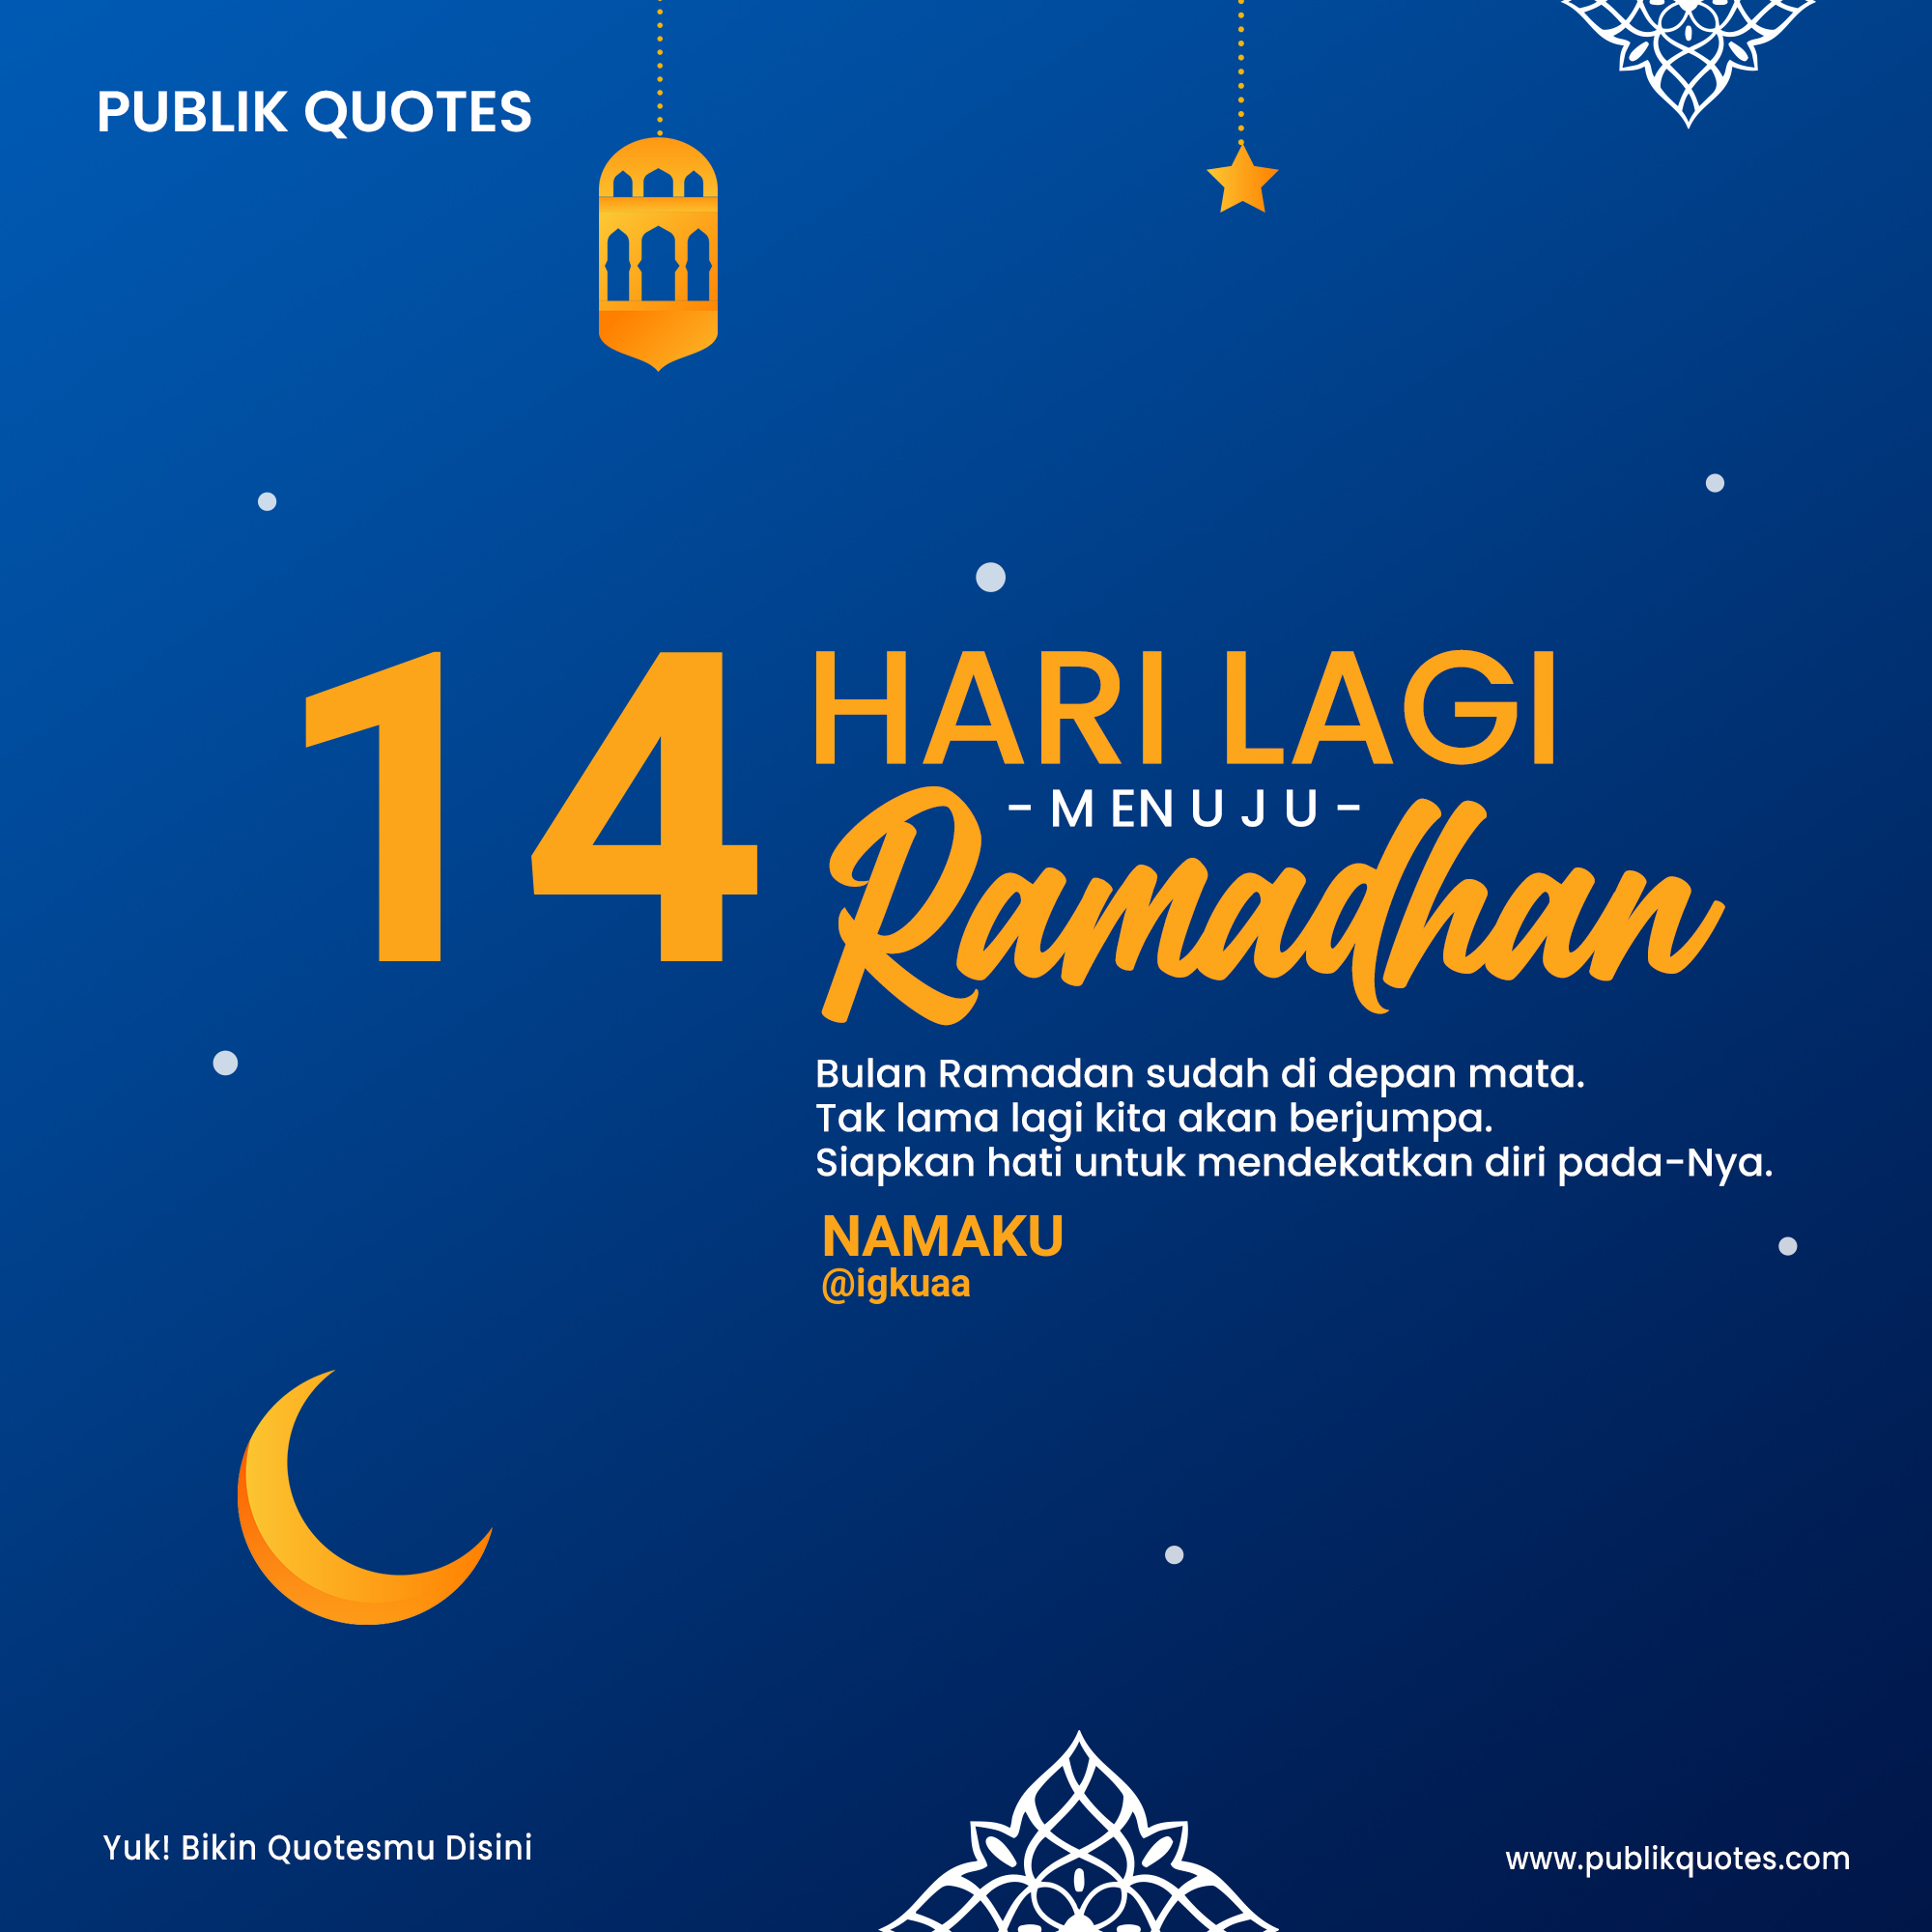 PUBLIK QUOTES
14
HARI LAGI
- MENUJU -
Ramadhan
Bulan Ramadan sudah di depan mata.
Tak lama lagi kita akan berjumpa.
Siapkan hati untuk mendekatkan diri pada-Nya.
NAMAKU
@igkuaa
Yuk! Bikin Quotesmu Disini
www.publikquotes.com